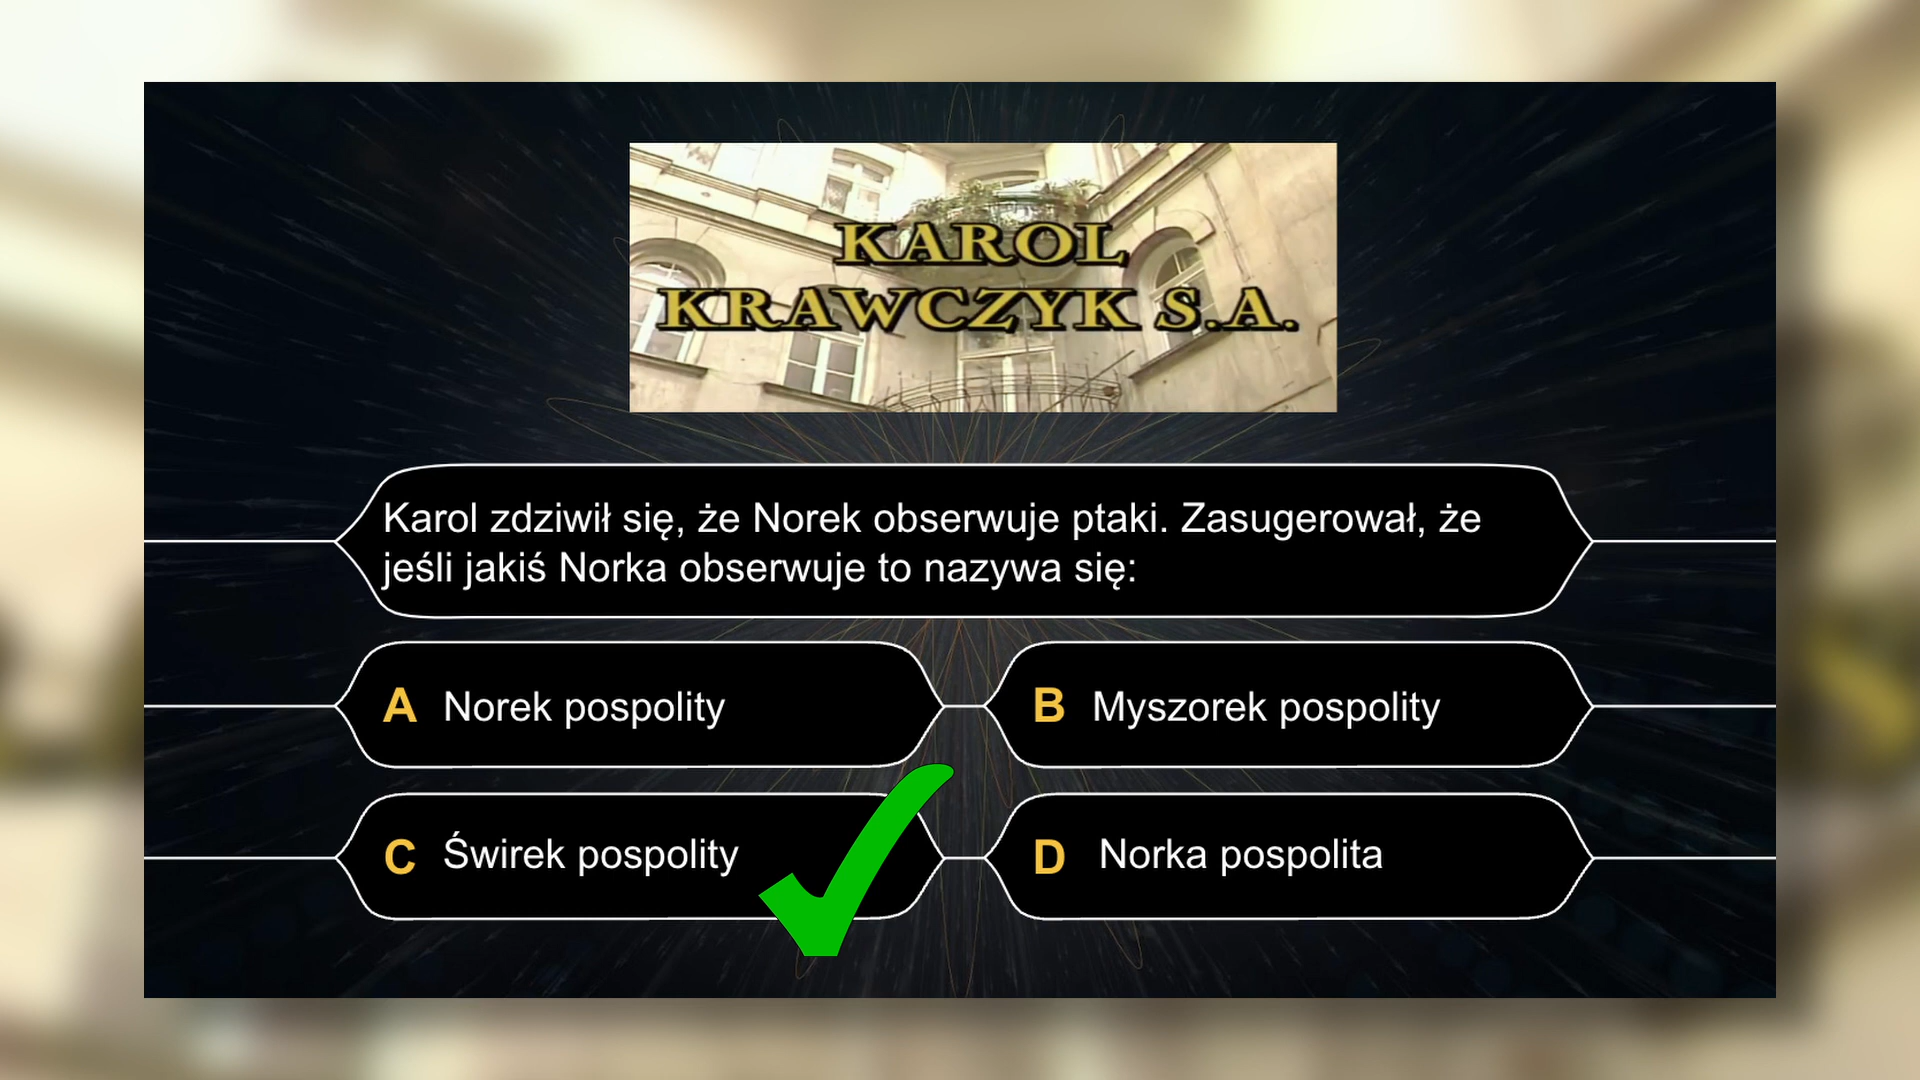 KAROL
KRAWCZYK S.A.
Karol zdziwił się, że Norek obserwuje ptaki. Zasugerował, że
jeśli jakiś Norka obserwuje to nazywa się:
A Norek pospolity
B Myszorek pospolity
C Świrek pospolity
D Norka pospolita